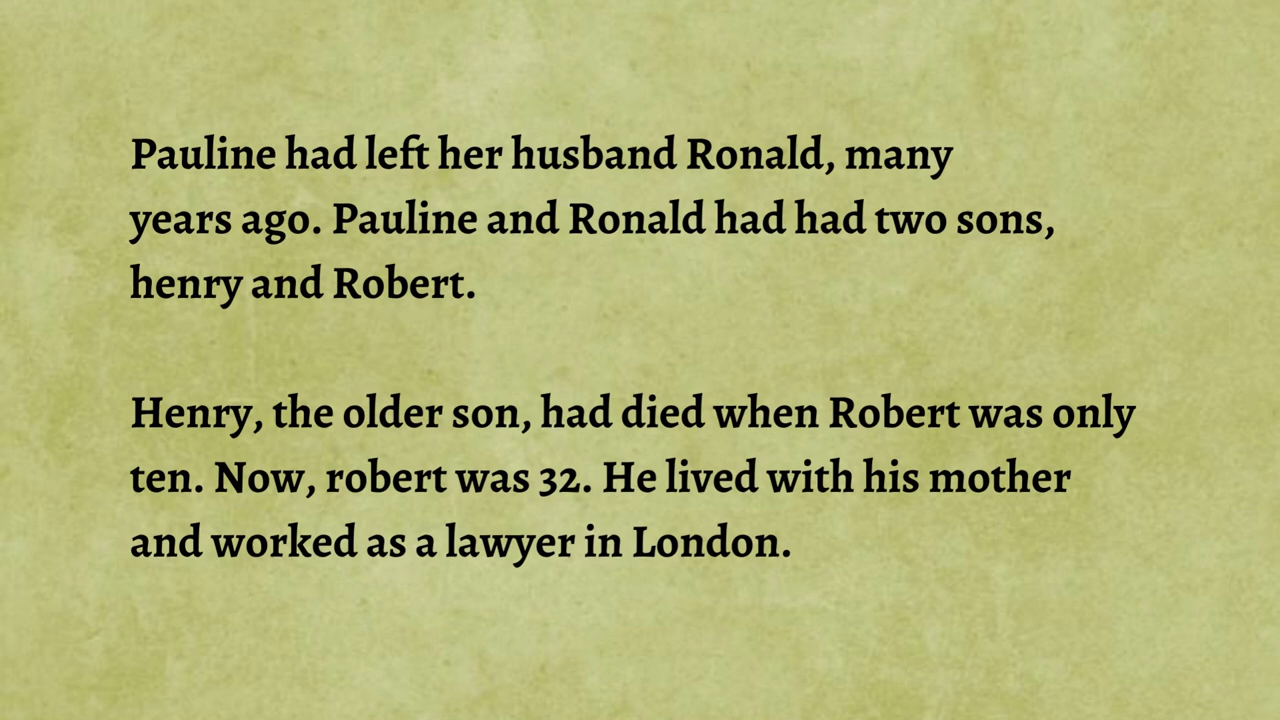 Pauline had left her husband Ronald, many
years ago. Pauline and Ronald had had two sons,
henry and Robert.
Henry, the older son, had died when Robert was only
ten. Now, robert was 32. He lived with his mother
and worked as a lawyer in London.